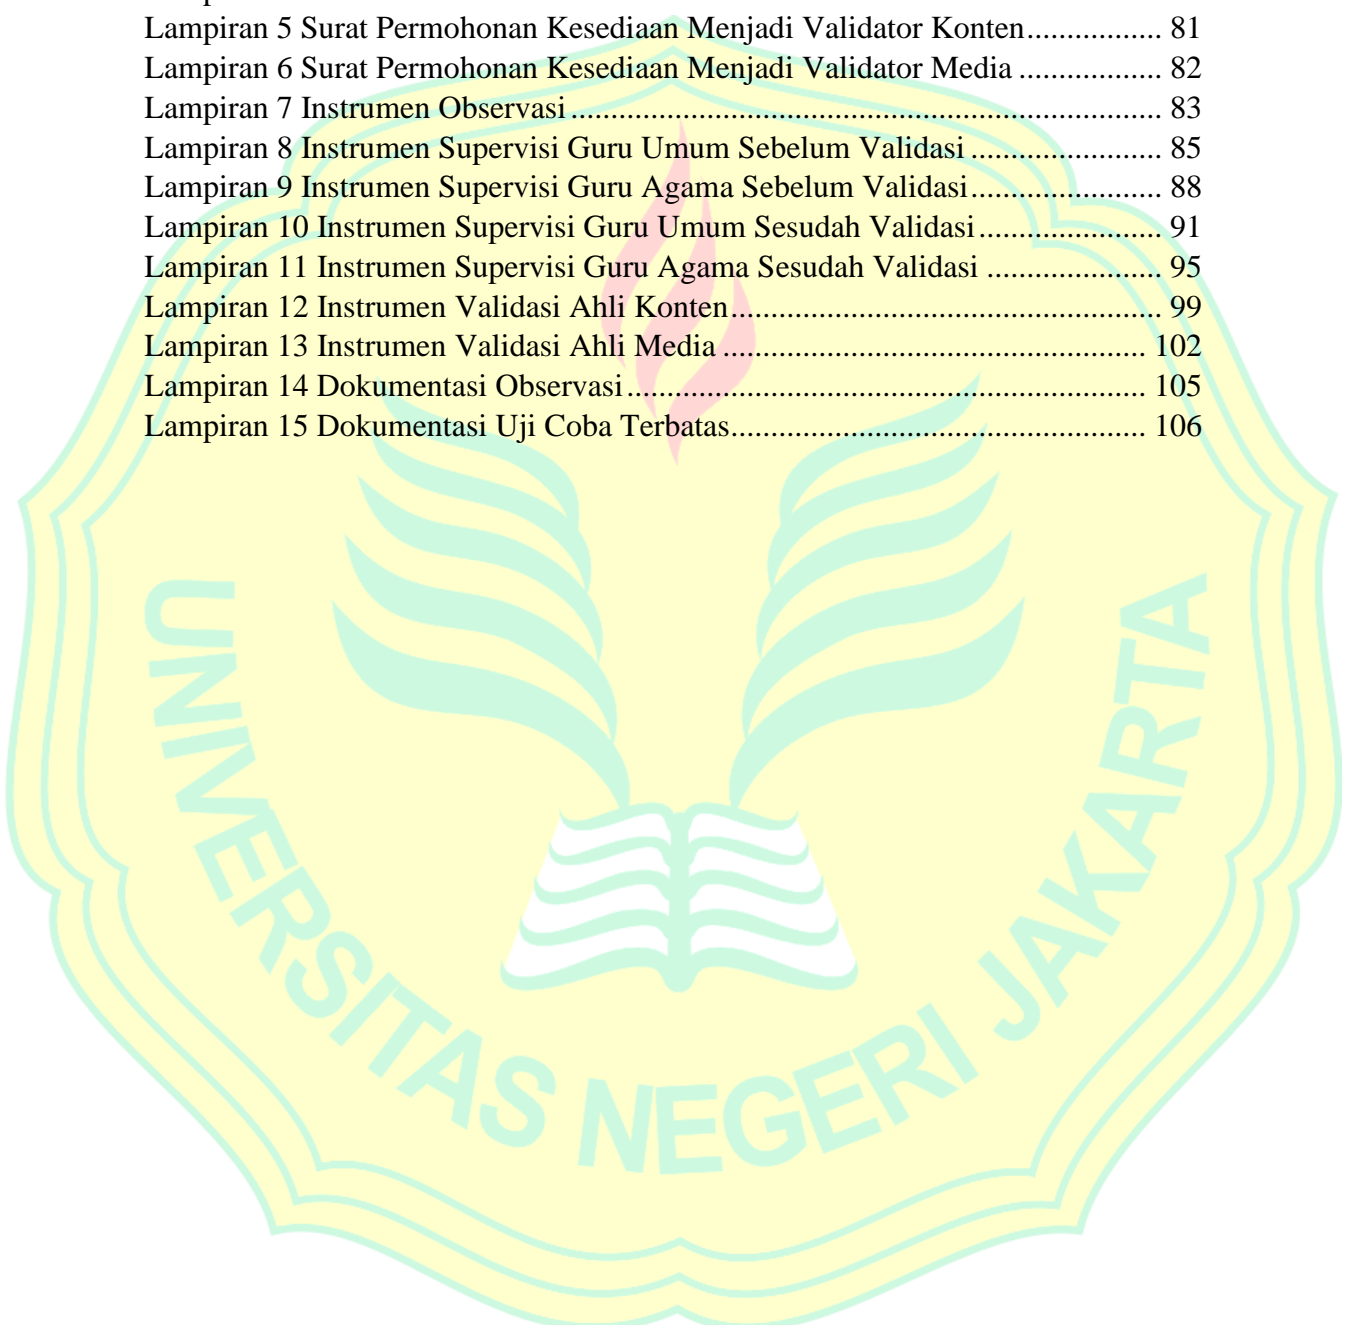 Lampiran 5 Surat Permohonan Kesediaan Menjadi Validator Konten................. 81
Lampiran 6 Surat Permohonan Kesediaan Menjadi Validator Media .................. 82
Lampiran 7 Instrumen Observasi.......................................................................... 83
Lampiran 8 Instrumen Supervisi Guru Umum Sebelum Validasi ........................ 85
Lampiran 9 Instrumen Supervisi Guru Agama Sebelum Validasi........................ 88
Lampiran 10 Instrumen Supervisi Guru Umum Sesudah Validasi ....................... 91
Lampiran 11 Instrumen Supervisi Guru Agama Sesudah Validasi ...................... 95
Lampiran 12 Instrumen Validasi Ahli Konten...................................................... 99
Lampiran 13 Instrumen Validasi Ahli Media ..................................................... 102
Lampiran 14 Dokumentasi Observasi................................................................. 105
Lampiran 15 Dokumentasi Uji Coba Terbatas.................................................... 106
UNIVERSITAS NEGERI JAKARTA